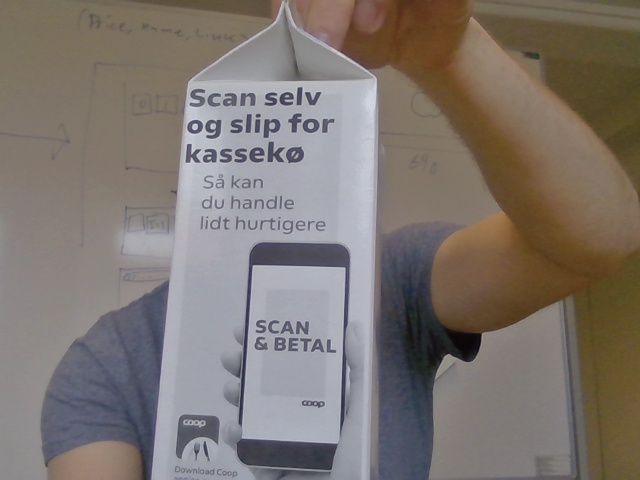 Scan selv
og slip for
kassekø
Så kan
du handle
lidt hurtigere
SCAN
& BETAL
coop
coop
Download Coop